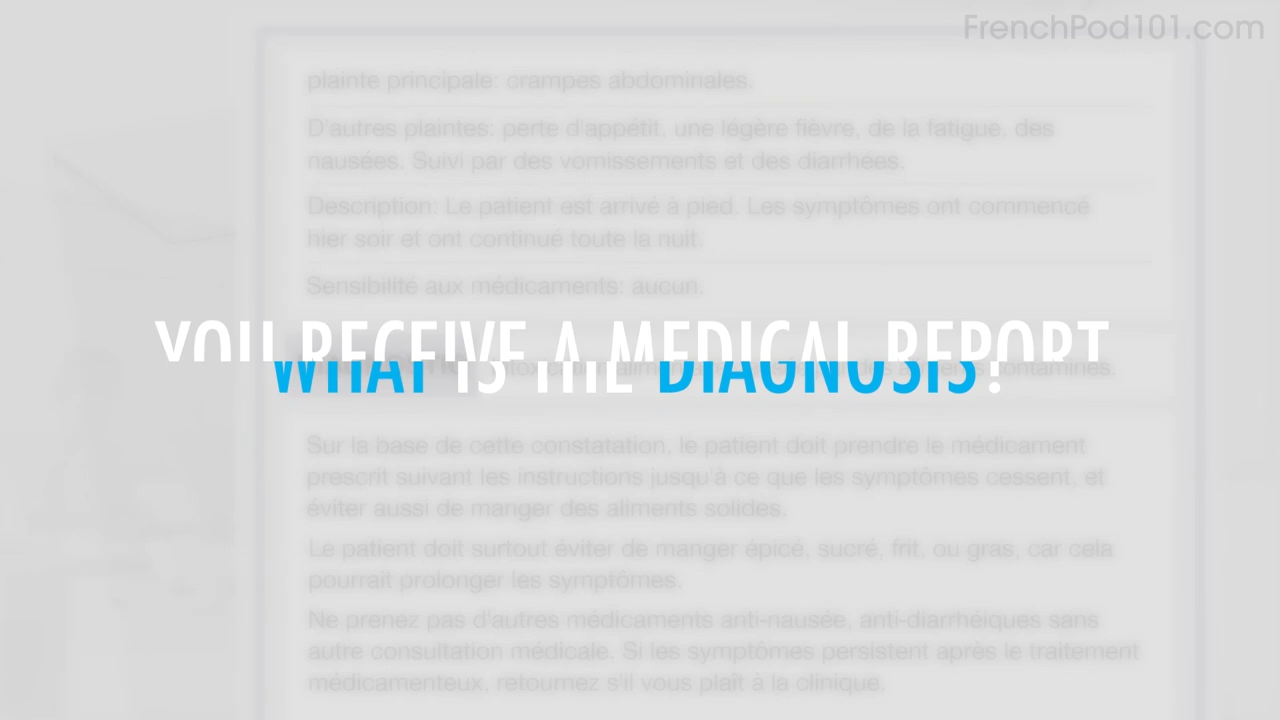 FrenchPod101.com
plainte principale: crampes abdominales.
D'autres plaintes: perte d'appétit, une légère fièvre, de la fatigue, des
nausées. Suivi par des vomissements et des diarrhées.
Description: Le patient est arrivé à pied. Les symptômes ont commencé
hier soir et ont continué toute la nuit.
Sensibilité aux médicaments: aucun.
YOU RECEIVE A MEDICAL REPORT
WHAT IS THE DIAGNOSIS?
contaminés.
Sur la base de cette constatation, le patient doit prendre le médicament
prescrit suivant les instructions jusqu'à ce que les symptômes cessent, et
éviter aussi de manger des aliments solides.
Le patient doit surtout éviter de manger épicé, sucré, frit, ou gras, car cela
pourrait prolonger les symptômes.
Ne prenez pas d'autres médicaments anti-nausée, anti-diarrhéiques sans
autre consultation médicale. Si les symptômes persistent après le traitement
médicamenteux, retournez s'il vous plaît à la clinique.